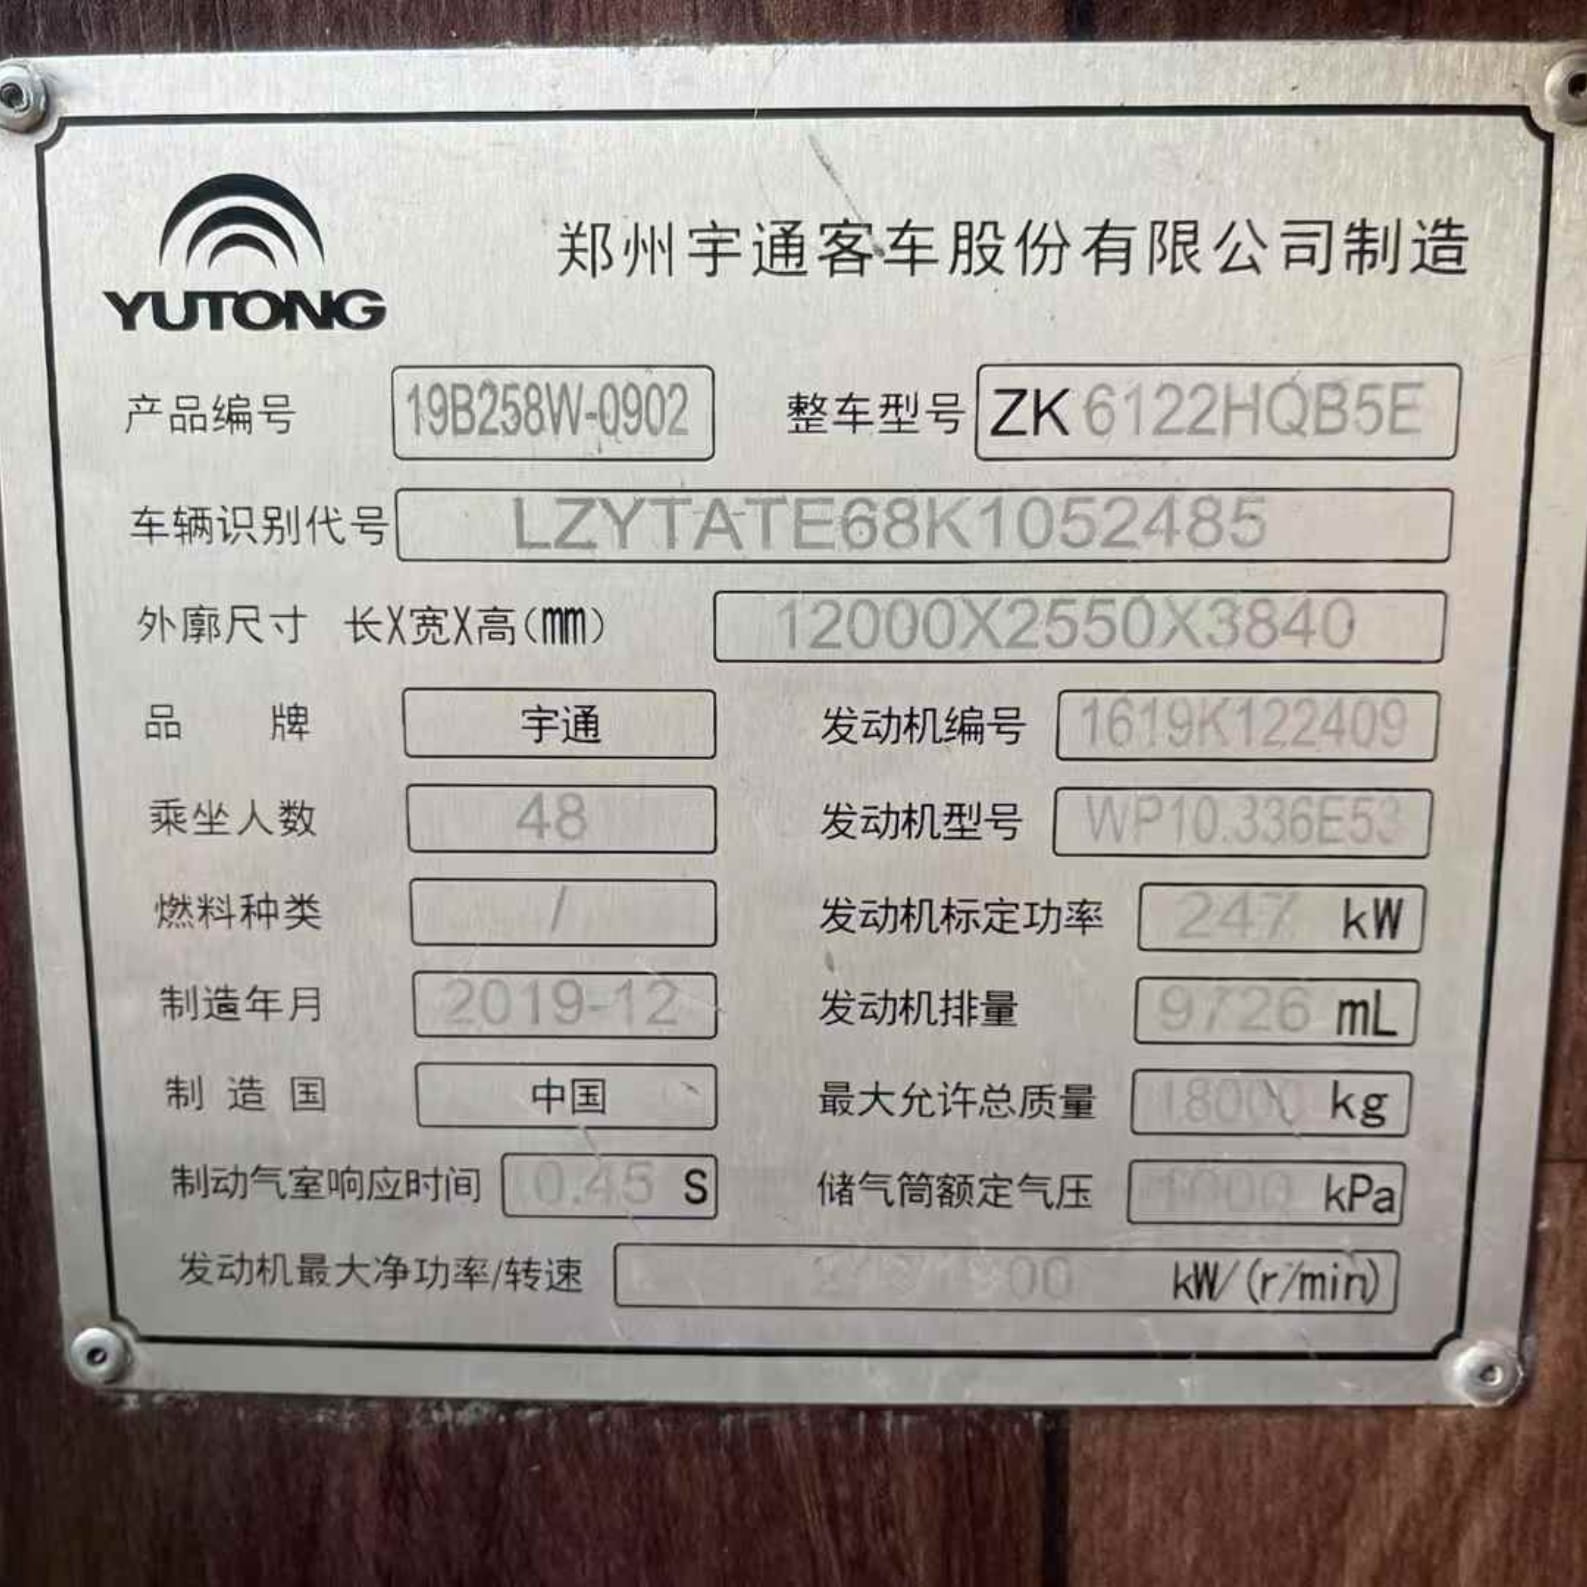 YUTONG
郑州宇通客车股份有限公司制造
产品编号 19B258W-0902 整车型号 ZK 6122HQB5E
车辆识别代号 LZYTATE68K1052485
外廓尺寸 长X宽X高(mm) 12000X2550X3840
品 牌 宇通 发动机编号 1619K122409
乘坐人数 48 发动机型号 WP10.336E53
燃料种类 / 发动机标定功率 247 kW
制造年月 2019-12 发动机排量 9726 mL
制 造 国 中国 最大允许总质量 18000 kg
制动气室响应时间 0.45 S 储气筒额定气压 1000 kPa
发动机最大净功率/转速 kW/(r/min)